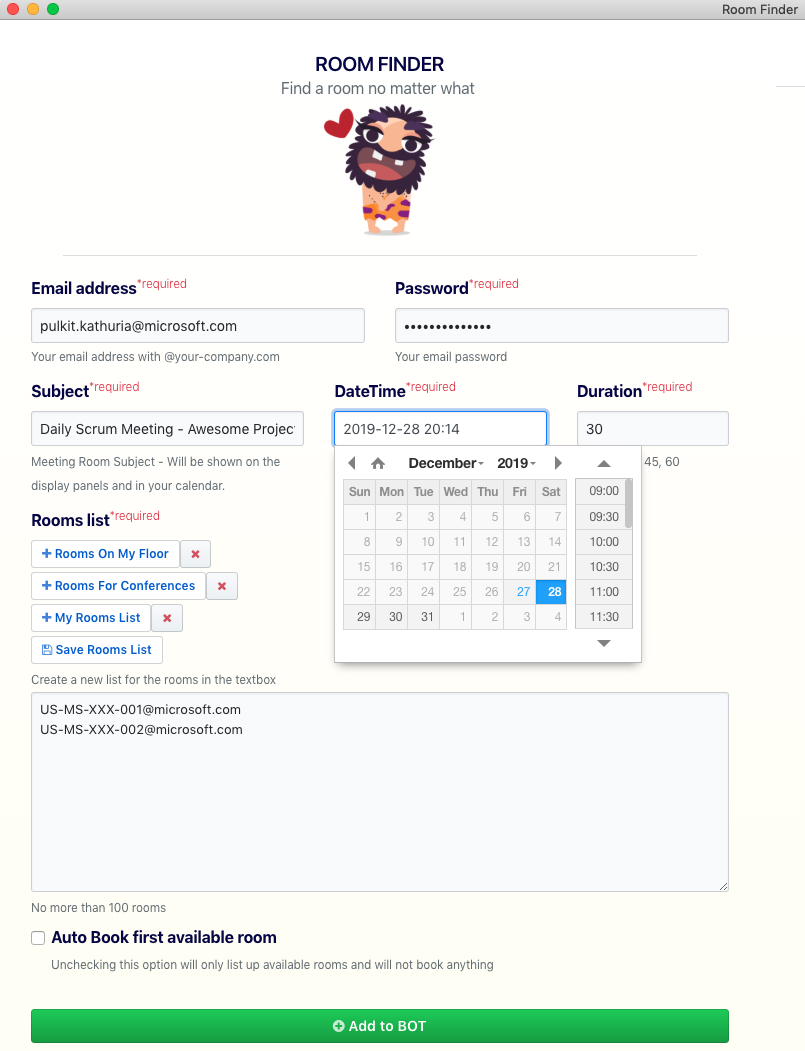 Room Finder
ROOM FINDER
Find a room no matter what
Email address*required
Password*required
pulkit.kathuria@microsoft.com
••••••••••••••
Your email address with @your-company.com
Your email password
Subject*required
DateTime*required
Duration*required
Daily Scrum Meeting - Awesome Projec
2019-12-28 20:14
30
Meeting Room Subject - Will be shown on the
display panels and in your calendar.
45, 60
December 2019
Sun Mon Tue Wed Thu Fri Sat
1 2 3 4 5 6 7
8 9 10 11 12 13 14
15 16 17 18 19 20 21
22 23 24 25 26 27 28
29 30 31 1 2 3 4
09:00
09:30
10:00
10:30
11:00
11:30
Rooms list*required
+ Rooms On My Floor ×
+ Rooms For Conferences ×
+ My Rooms List ×
Save Rooms List
Create a new list for the rooms in the textbox
US-MS-XXX-001@microsoft.com
US-MS-XXX-002@microsoft.com
No more than 100 rooms
Auto Book first available room
Unchecking this option will only list up available rooms and will not book anything
Add to BOT